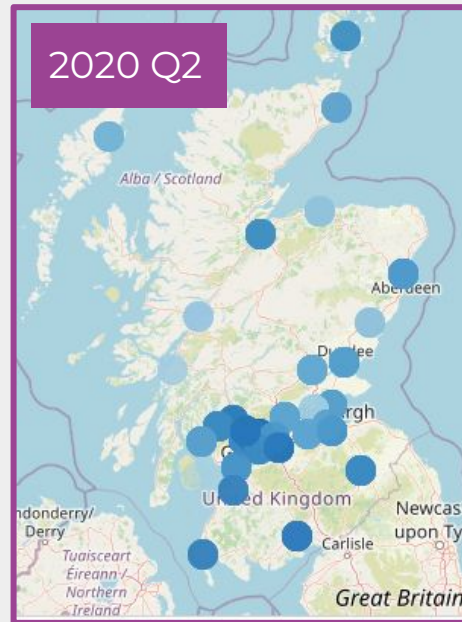 2020 Q2
Alba / Scotland
Aberdeen
Dundee
United Kingdom
ndonderry/
Derry
Newcas
upon Ty
Carlisle
Tuaisceart
Éireann /
Northern
Ireland
Great Britain